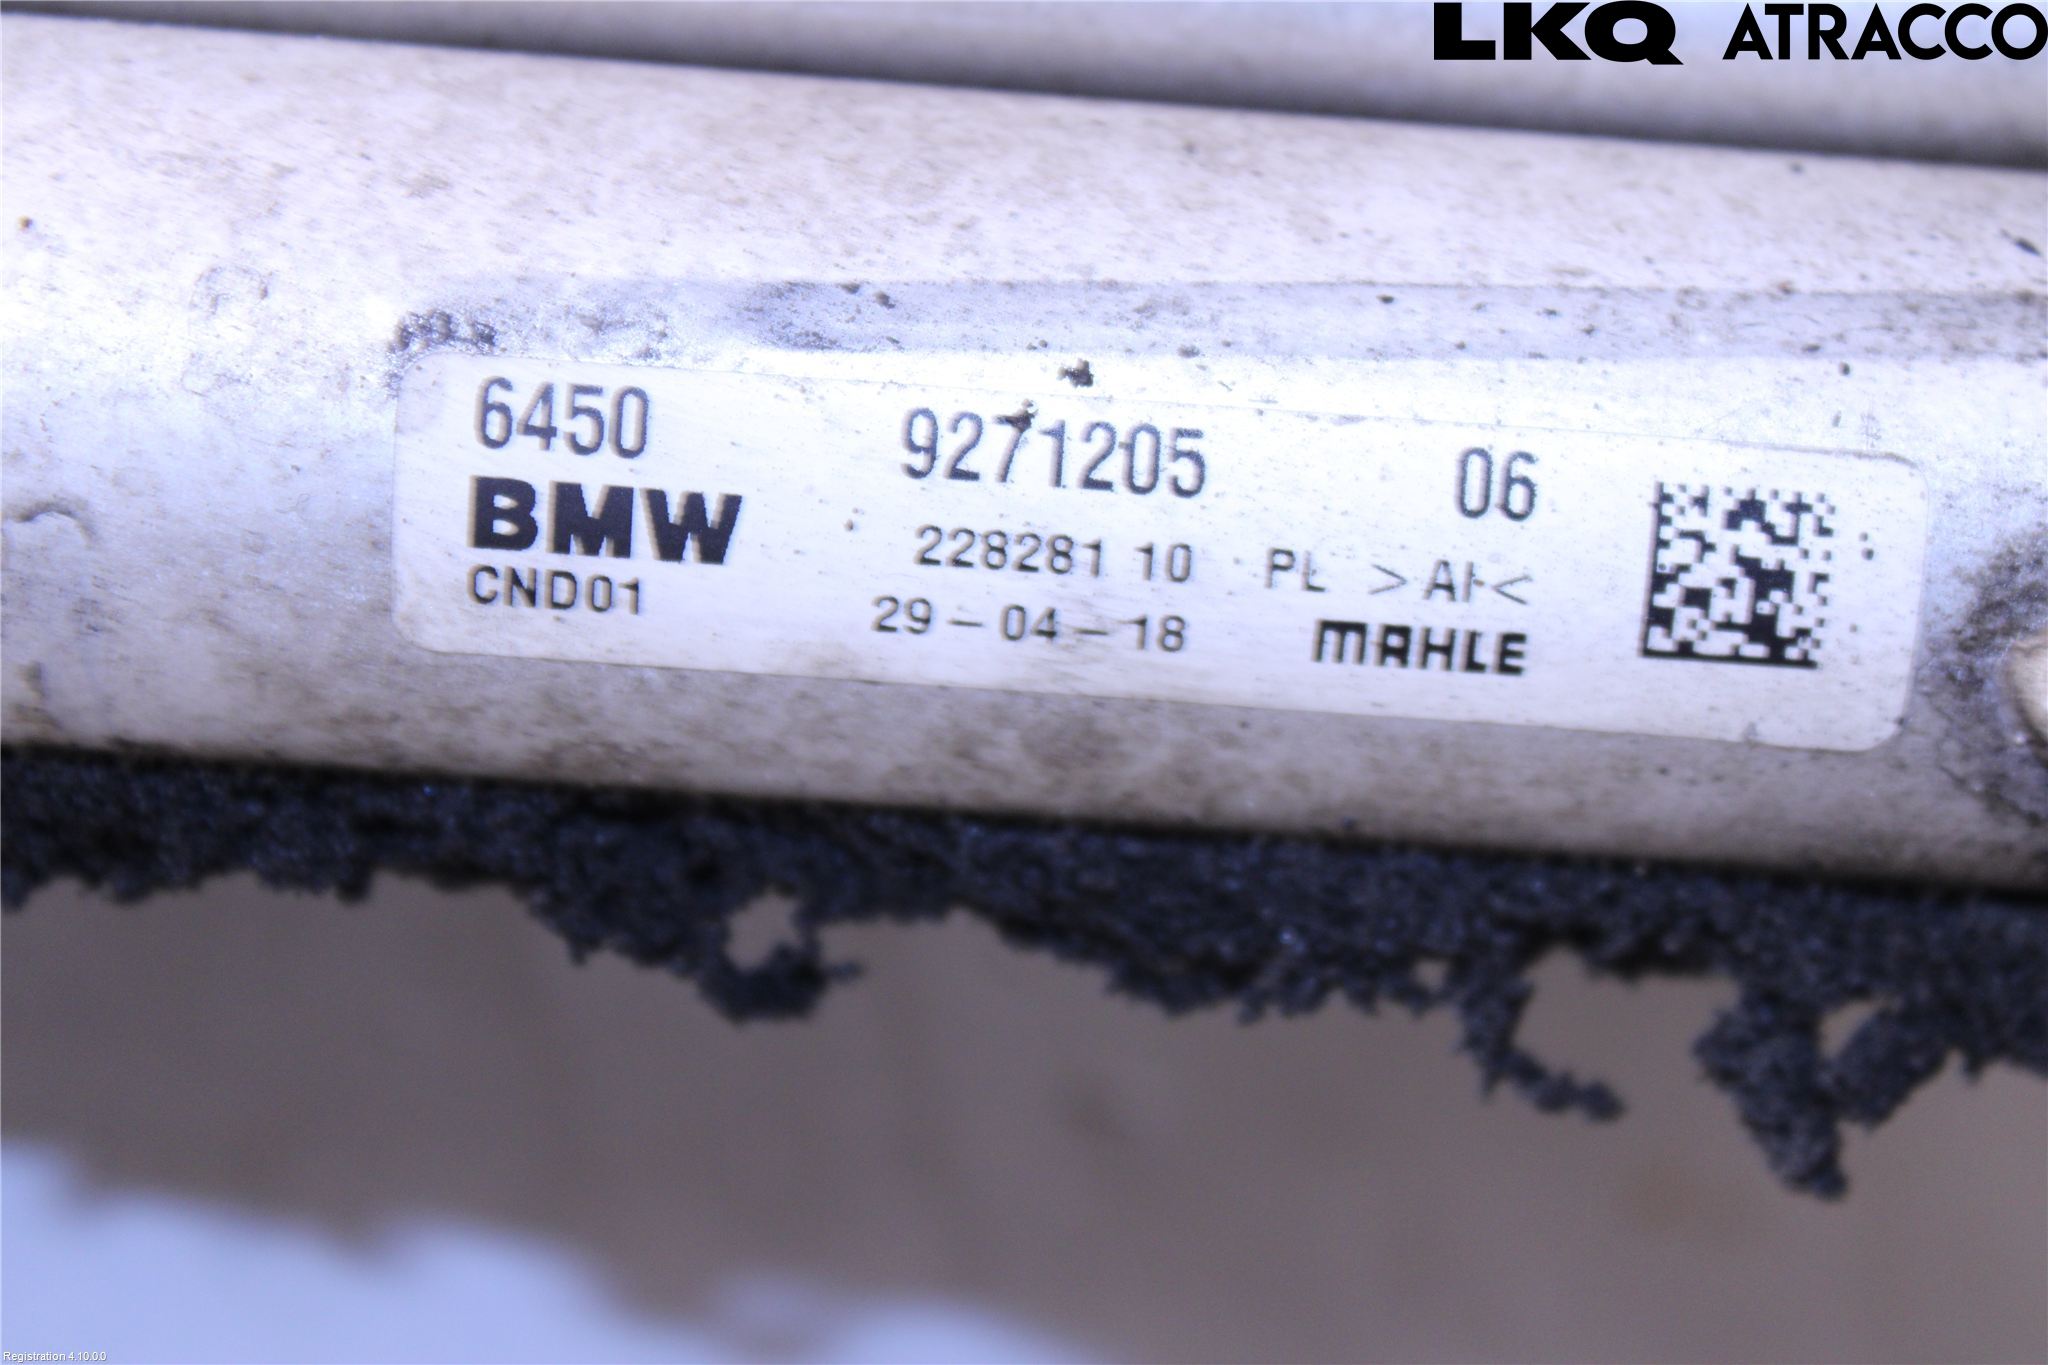 LKQ ATRACCO
6450 9271205 06
BMW 228281 10 PL >Al<
CND01 29-04-18 MAHLE
Registration 4.10.0.0